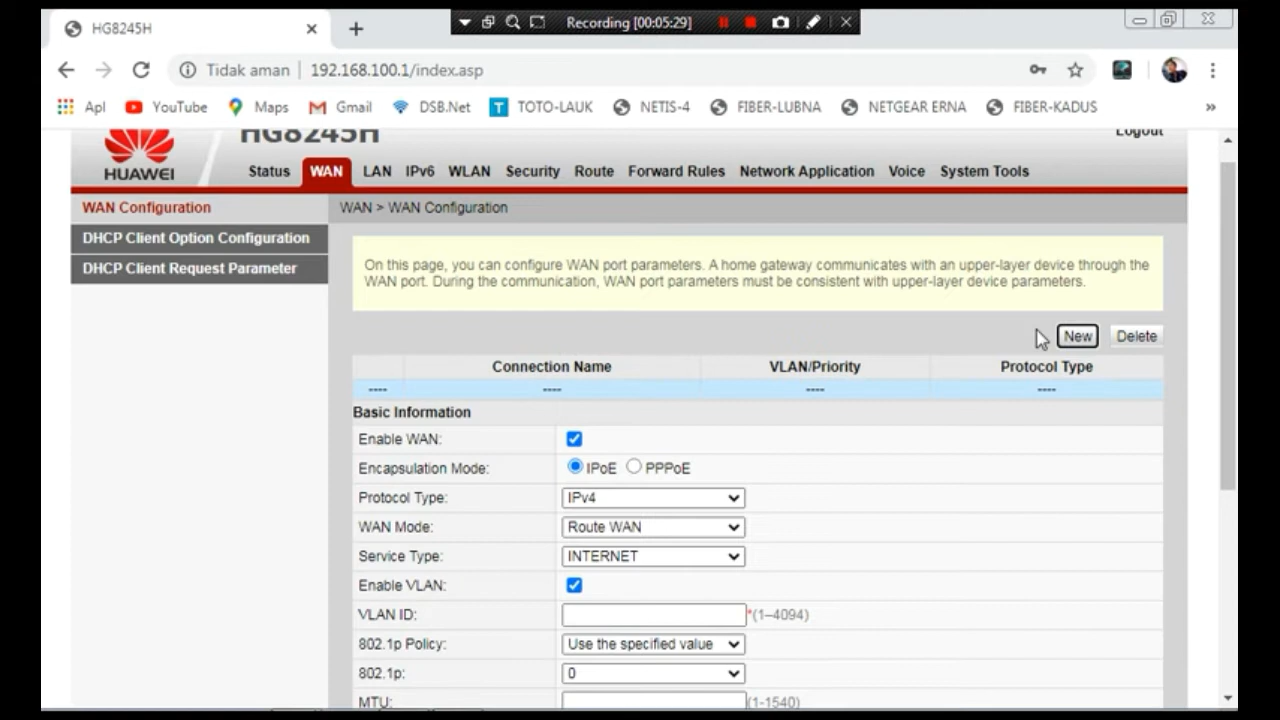 HG8245H
Recording [00:05:29]
Tidak aman | 192.168.100.1/index.asp
Apl YouTube Maps Gmail DSB.Net TOTO-LAUK NETIS-4 FIBER-LUBNA NETGEAR ERNA FIBER-KADUS »
HUAWEI
HG8245H
Logout
Status WAN LAN IPv6 WLAN Security Route Forward Rules Network Application Voice System Tools
WAN Configuration
DHCP Client Option Configuration
DHCP Client Request Parameter
WAN > WAN Configuration
On this page, you can configure WAN port parameters. A home gateway communicates with an upper-layer device through the
WAN port. During the communication, WAN port parameters must be consistent with upper-layer device parameters.
New Delete
Connection Name VLAN/Priority Protocol Type
---- ---- ---- ----
Basic Information
Enable WAN:
Encapsulation Mode: IPoE PPPoE
Protocol Type: IPv4
WAN Mode: Route WAN
Service Type: INTERNET
Enable VLAN:
VLAN ID: *(1–4094)
802.1p Policy: Use the specified value
802.1p: 0
MTU: (1-1540)